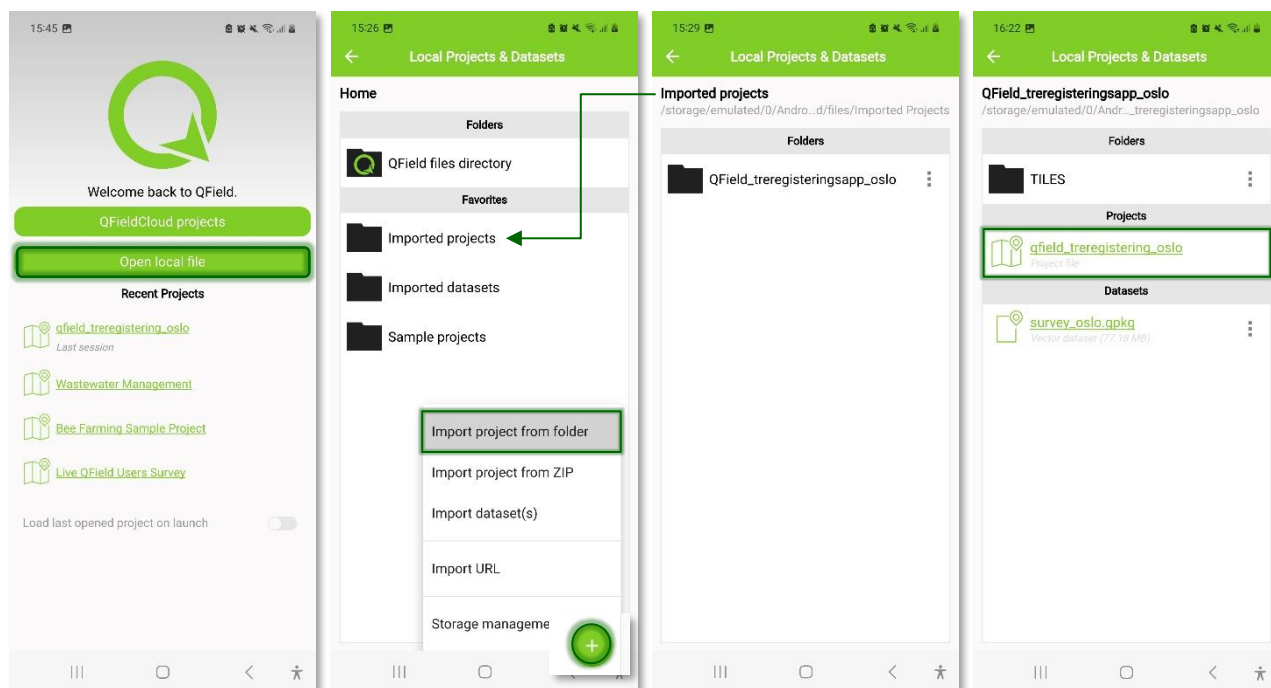 15:45
Welcome back to QField.
QFieldCloud projects
Open local file
Recent Projects
qfield_treregistering_oslo
Last session
Wastewater Management
Bee Farming Sample Project
Live QField Users Survey
Load last opened project on launch
15:26
Local Projects & Datasets
Home
Folders
QField files directory
Favorites
Imported projects
Imported datasets
Sample projects
Import project from folder
Import project from ZIP
Import dataset(s)
Import URL
Storage manageme
15:29
Local Projects & Datasets
Imported projects
/storage/emulated/0/Andro...d/files/Imported Projects
Folders
QField_treregisteringsapp_oslo
16:22
Local Projects & Datasets
QField_treregisteringsapp_oslo
/storage/emulated/0/Andr..._treregisteringsapp_oslo
Folders
TILES
Projects
qfield_treregistering_oslo
Project file
Datasets
survey_oslo.gpkg
Vector dataset (77.18 MB)